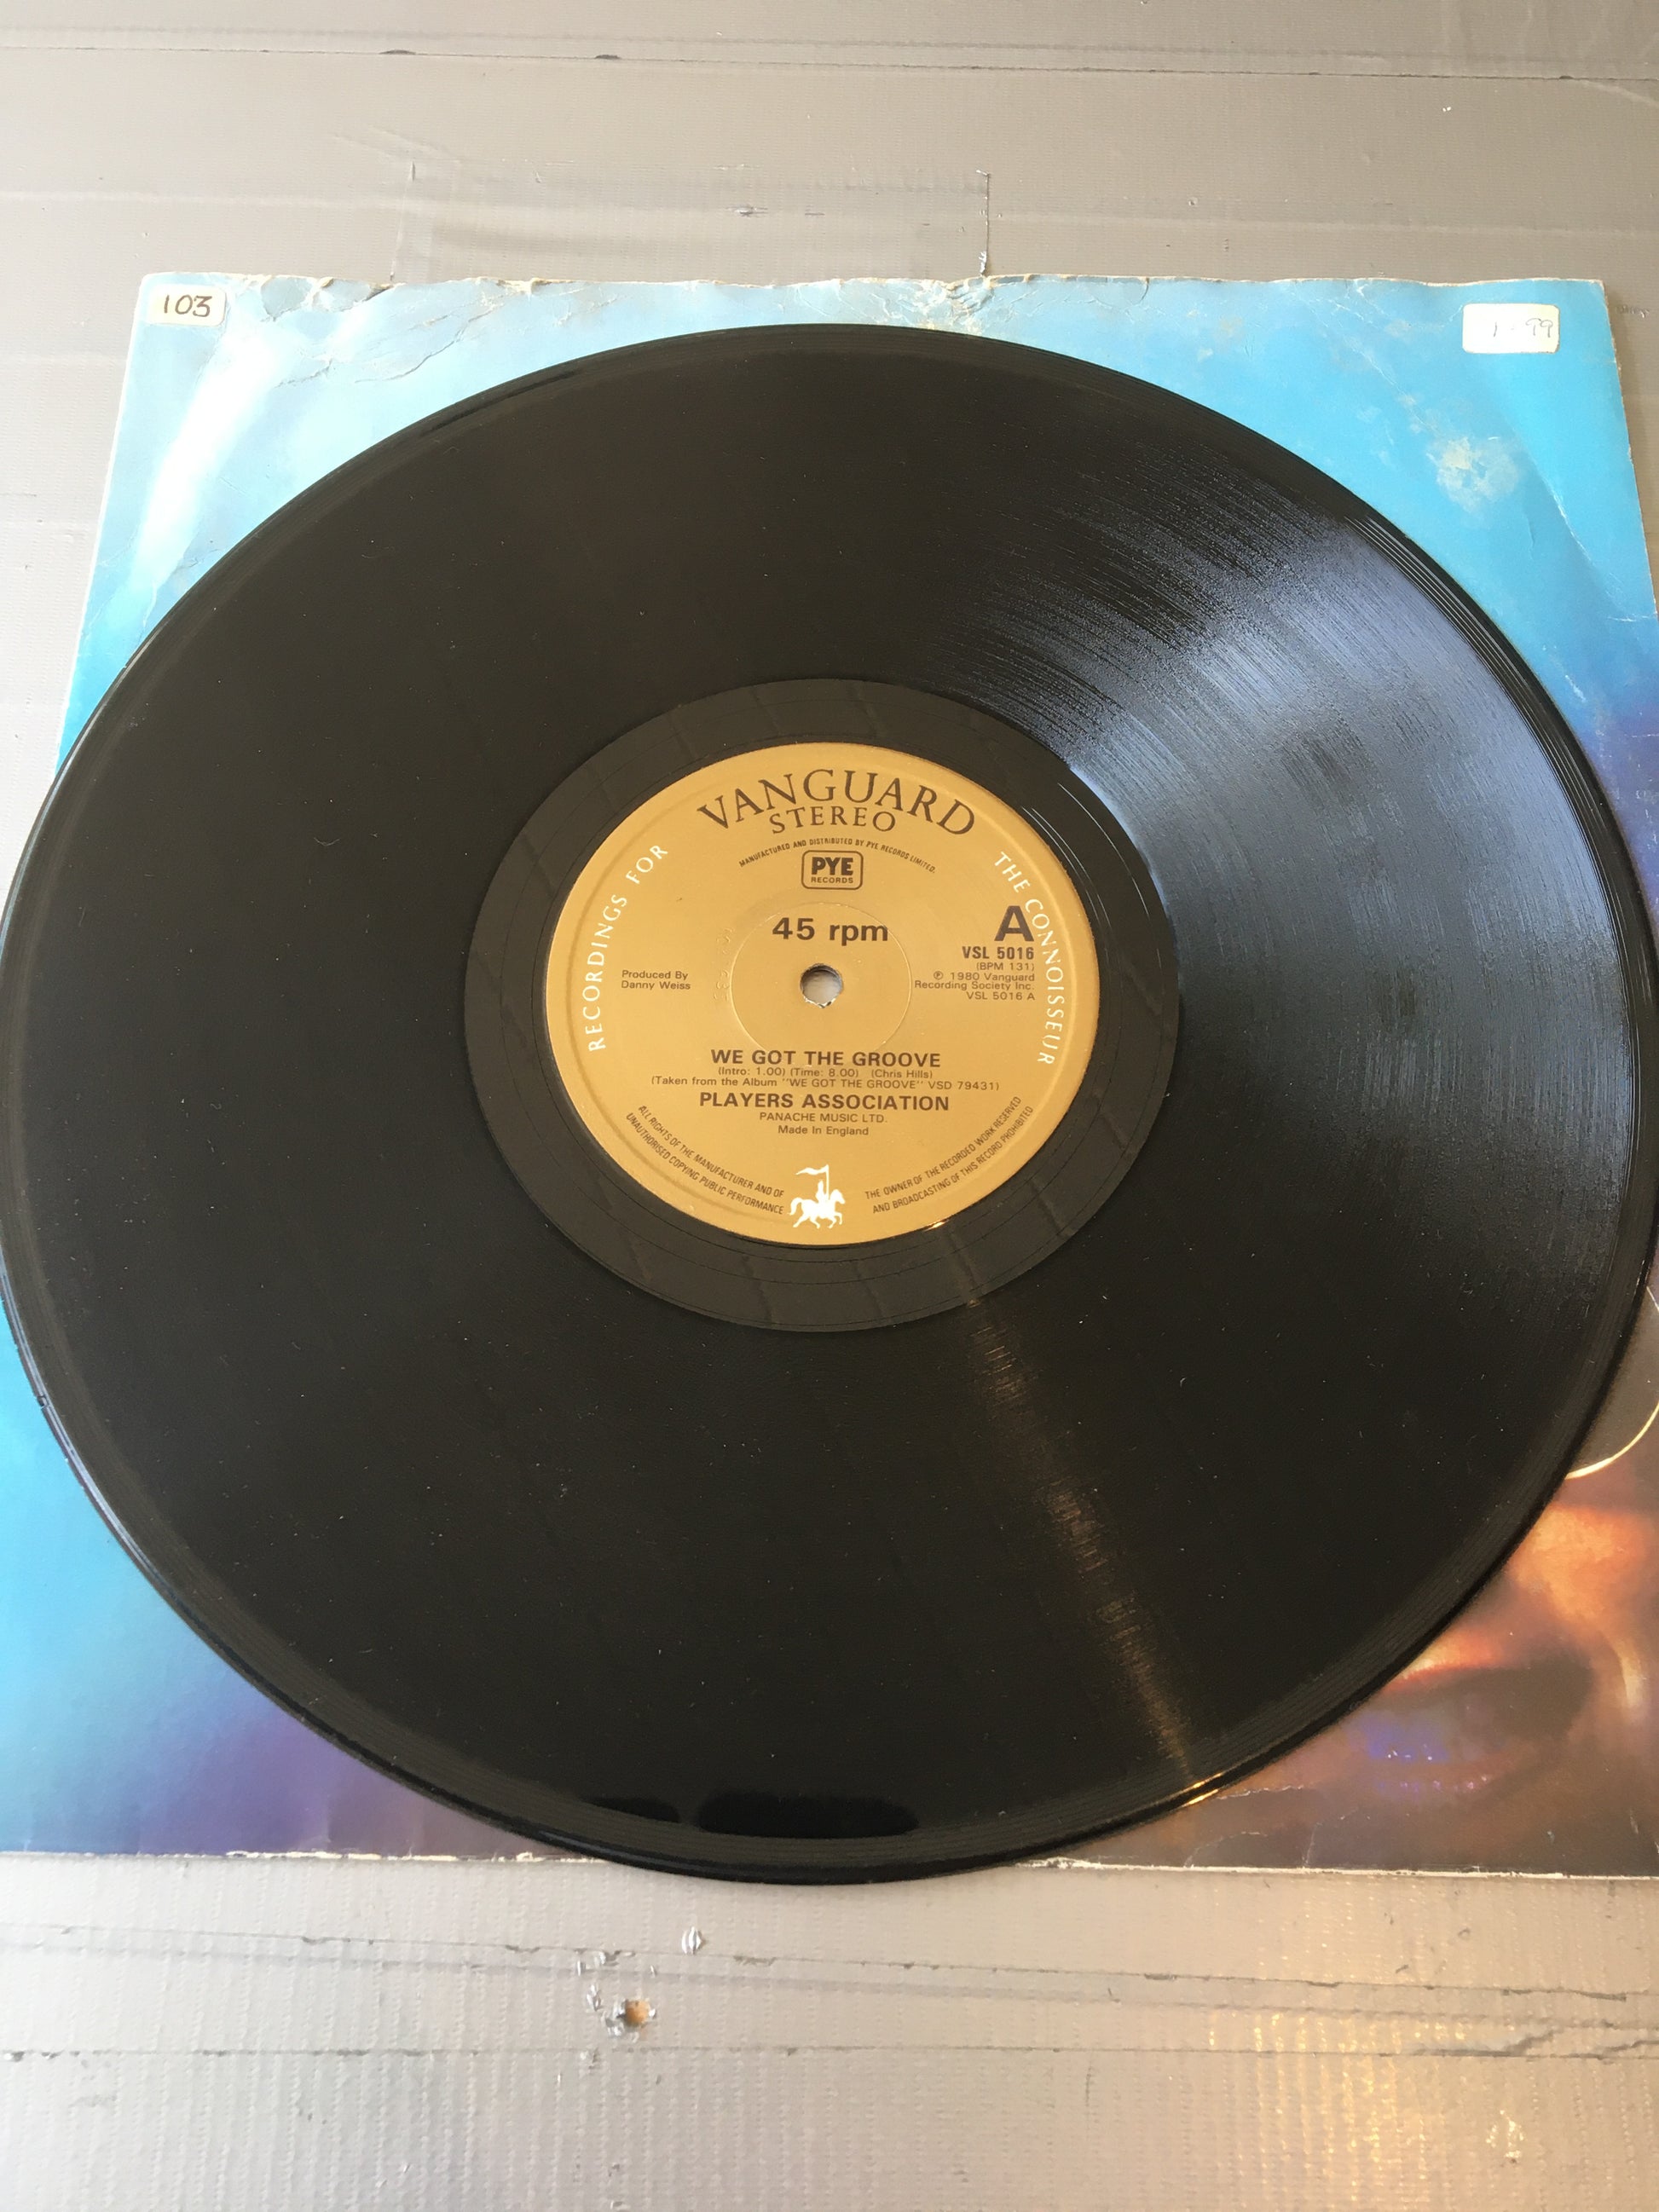 103
VANGUARD
STEREO
MANUFACTURED AND DISTRIBUTED BY PYE RECORDS LIMITED.
PYE
RECORDS
RECORDINGS FOR
THE CONNOISSEUR
45 rpm
A
VSL 5016
(BPM 131)
℗ 1980 Vanguard
Recording Society Inc.
VSL 5016 A
Produced By
Danny Weiss
WE GOT THE GROOVE
(Intro: 1.00) (Time: 8.00) (Chris Hills)
(Taken from the Album "WE GOT THE GROOVE" VSD 79431)
PLAYERS ASSOCIATION
PANACHE MUSIC LTD.
Made In England
ALL RIGHTS OF THE MANUFACTURER AND OF
THE OWNER OF THE RECORDED WORK RESERVED
UNAUTHORISED COPYING PUBLIC PERFORMANCE
AND BROADCASTING OF THIS RECORD PROHIBITED